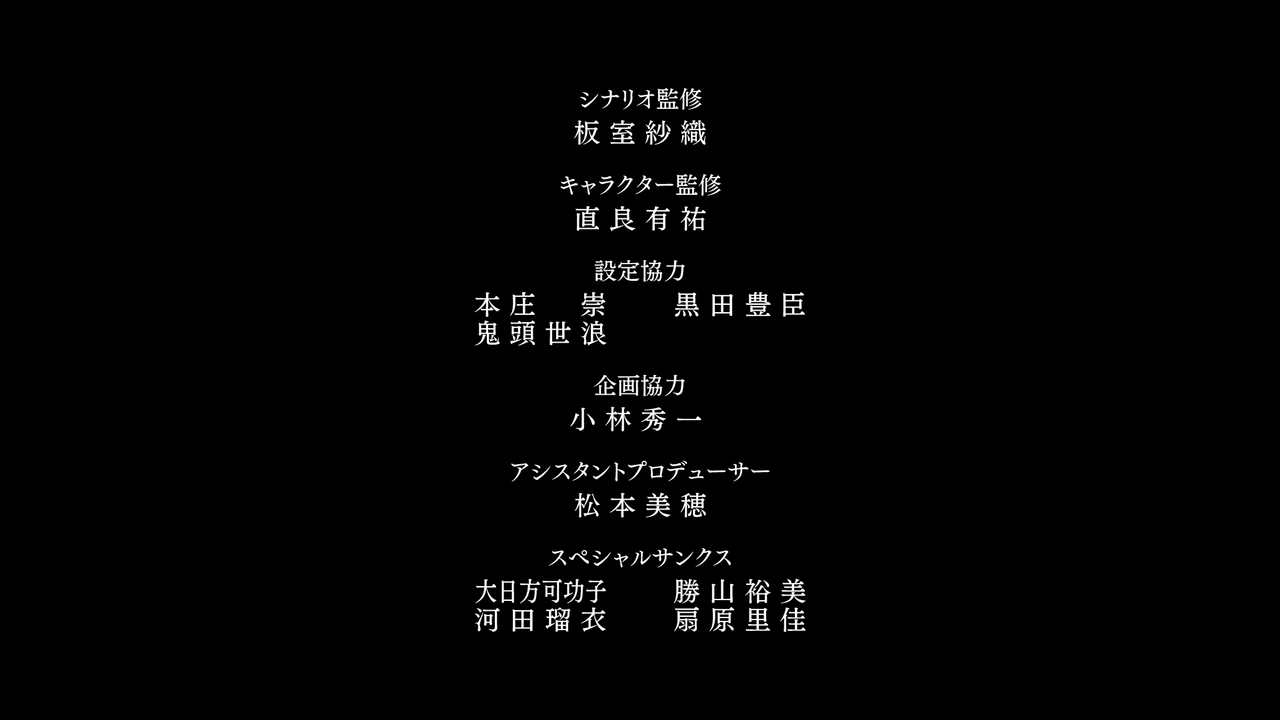 シナリオ監修
板室紗織
キャラクター監修
直良有祐
設定協力
本庄 崇 黒田豊臣
鬼頭世浪
企画協力
小林秀一
アシスタントプロデューサー
松本美穂
スペシャルサンクス
大日方可功子 勝山裕美
河田瑠衣 扇原里佳